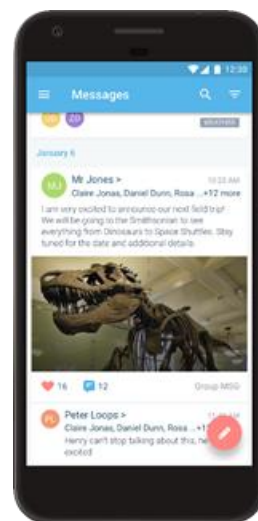 12:30
Messages
January 6
MJ
Mr Jones >
10:23 AM
Claire Jonas, Daniel Dunn, Rosa ...+12 more
I am very excited to announce our next field trip!
We will be going to the Smithsonian to see
everything from Dinosaurs to Space Shuttles. Stay
tuned for the date and additional details.
16
12
Group MSG
Peter Loops >
Claire Jonas, Daniel Dunn, Rosa ...+1
Henry can't stop talking about this, he
excited